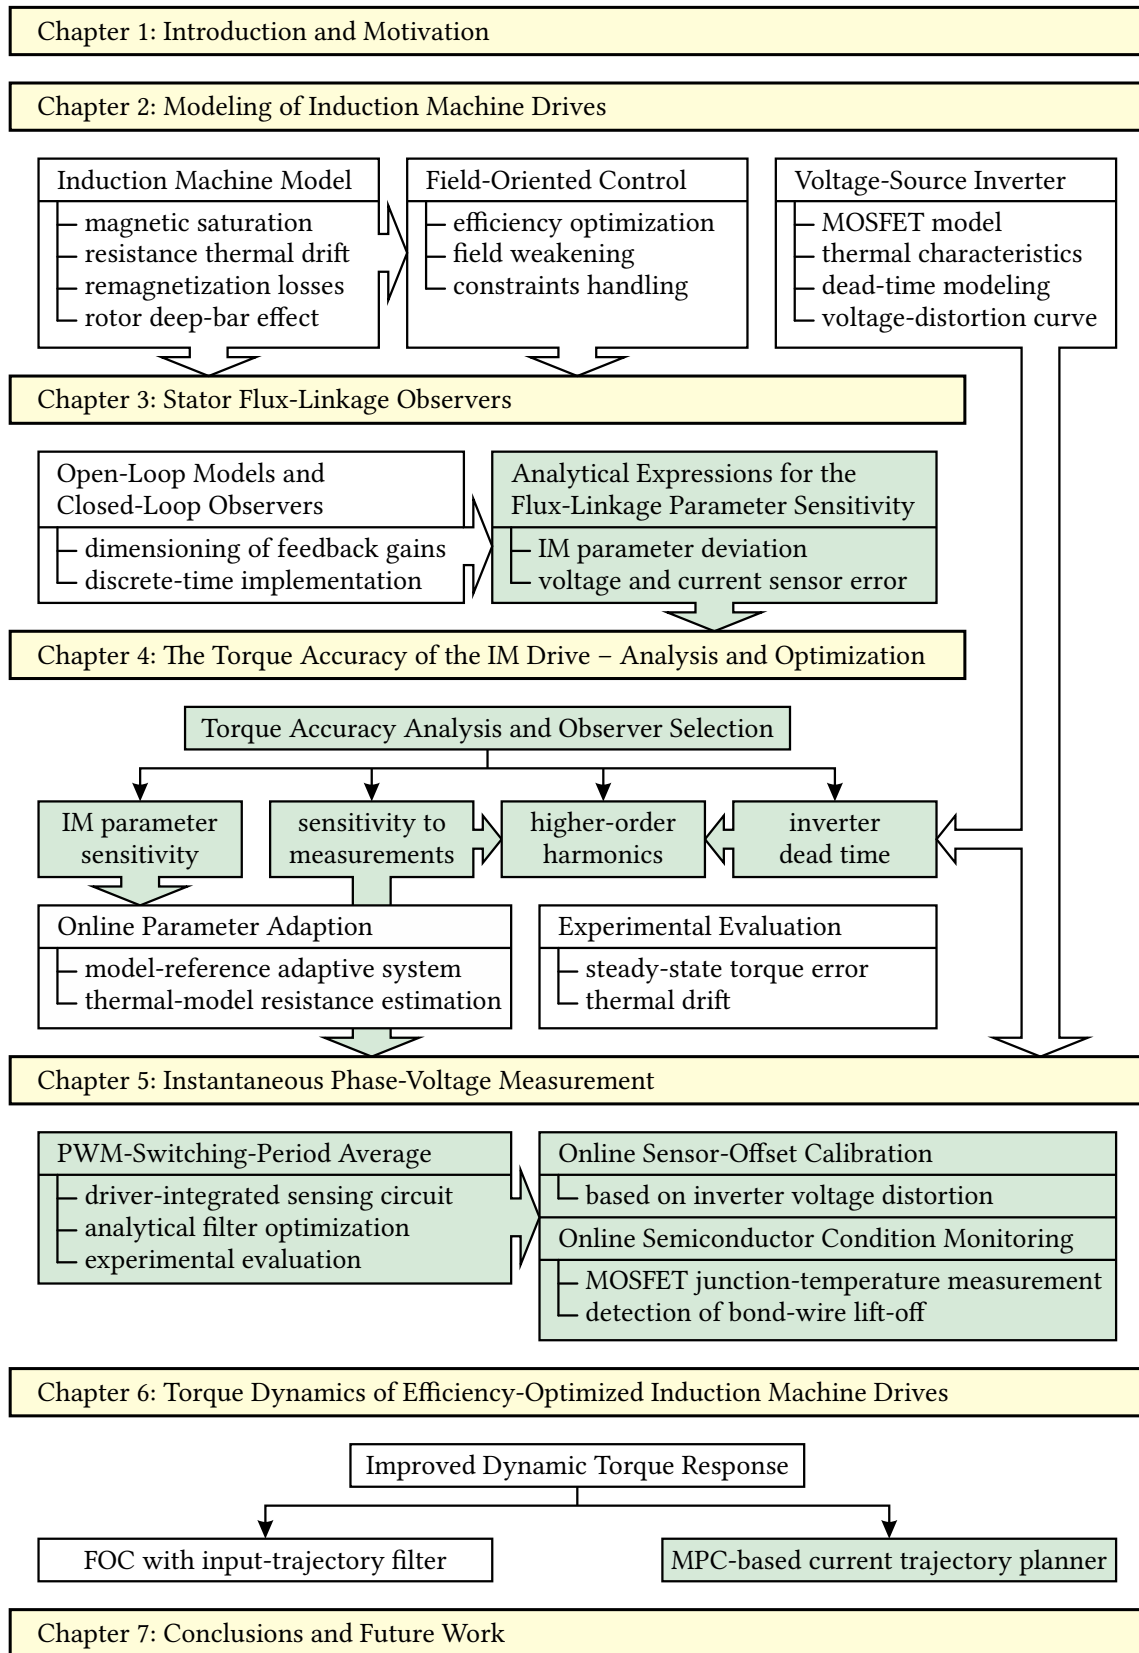 Chapter 1: Introduction and Motivation
Chapter 2: Modeling of Induction Machine Drives
Induction Machine Model
magnetic saturation
resistance thermal drift
remagnetization losses
rotor deep-bar effect
Field-Oriented Control
efficiency optimization
field weakening
constraints handling
Voltage-Source Inverter
MOSFET model
thermal characteristics
dead-time modeling
voltage-distortion curve
Chapter 3: Stator Flux-Linkage Observers
Open-Loop Models and
Closed-Loop Observers
dimensioning of feedback gains
discrete-time implementation
Analytical Expressions for the
Flux-Linkage Parameter Sensitivity
IM parameter deviation
voltage and current sensor error
Chapter 4: The Torque Accuracy of the IM Drive – Analysis and Optimization
Torque Accuracy Analysis and Observer Selection
IM parameter
sensitivity
sensitivity to
measurements
higher-order
harmonics
inverter
dead time
Online Parameter Adaption
model-reference adaptive system
thermal-model resistance estimation
Experimental Evaluation
steady-state torque error
thermal drift
Chapter 5: Instantaneous Phase-Voltage Measurement
PWM-Switching-Period Average
driver-integrated sensing circuit
analytical filter optimization
experimental evaluation
Online Sensor-Offset Calibration
based on inverter voltage distortion
Online Semiconductor Condition Monitoring
MOSFET junction-temperature measurement
detection of bond-wire lift-off
Chapter 6: Torque Dynamics of Efficiency-Optimized Induction Machine Drives
Improved Dynamic Torque Response
FOC with input-trajectory filter
MPC-based current trajectory planner
Chapter 7: Conclusions and Future Work